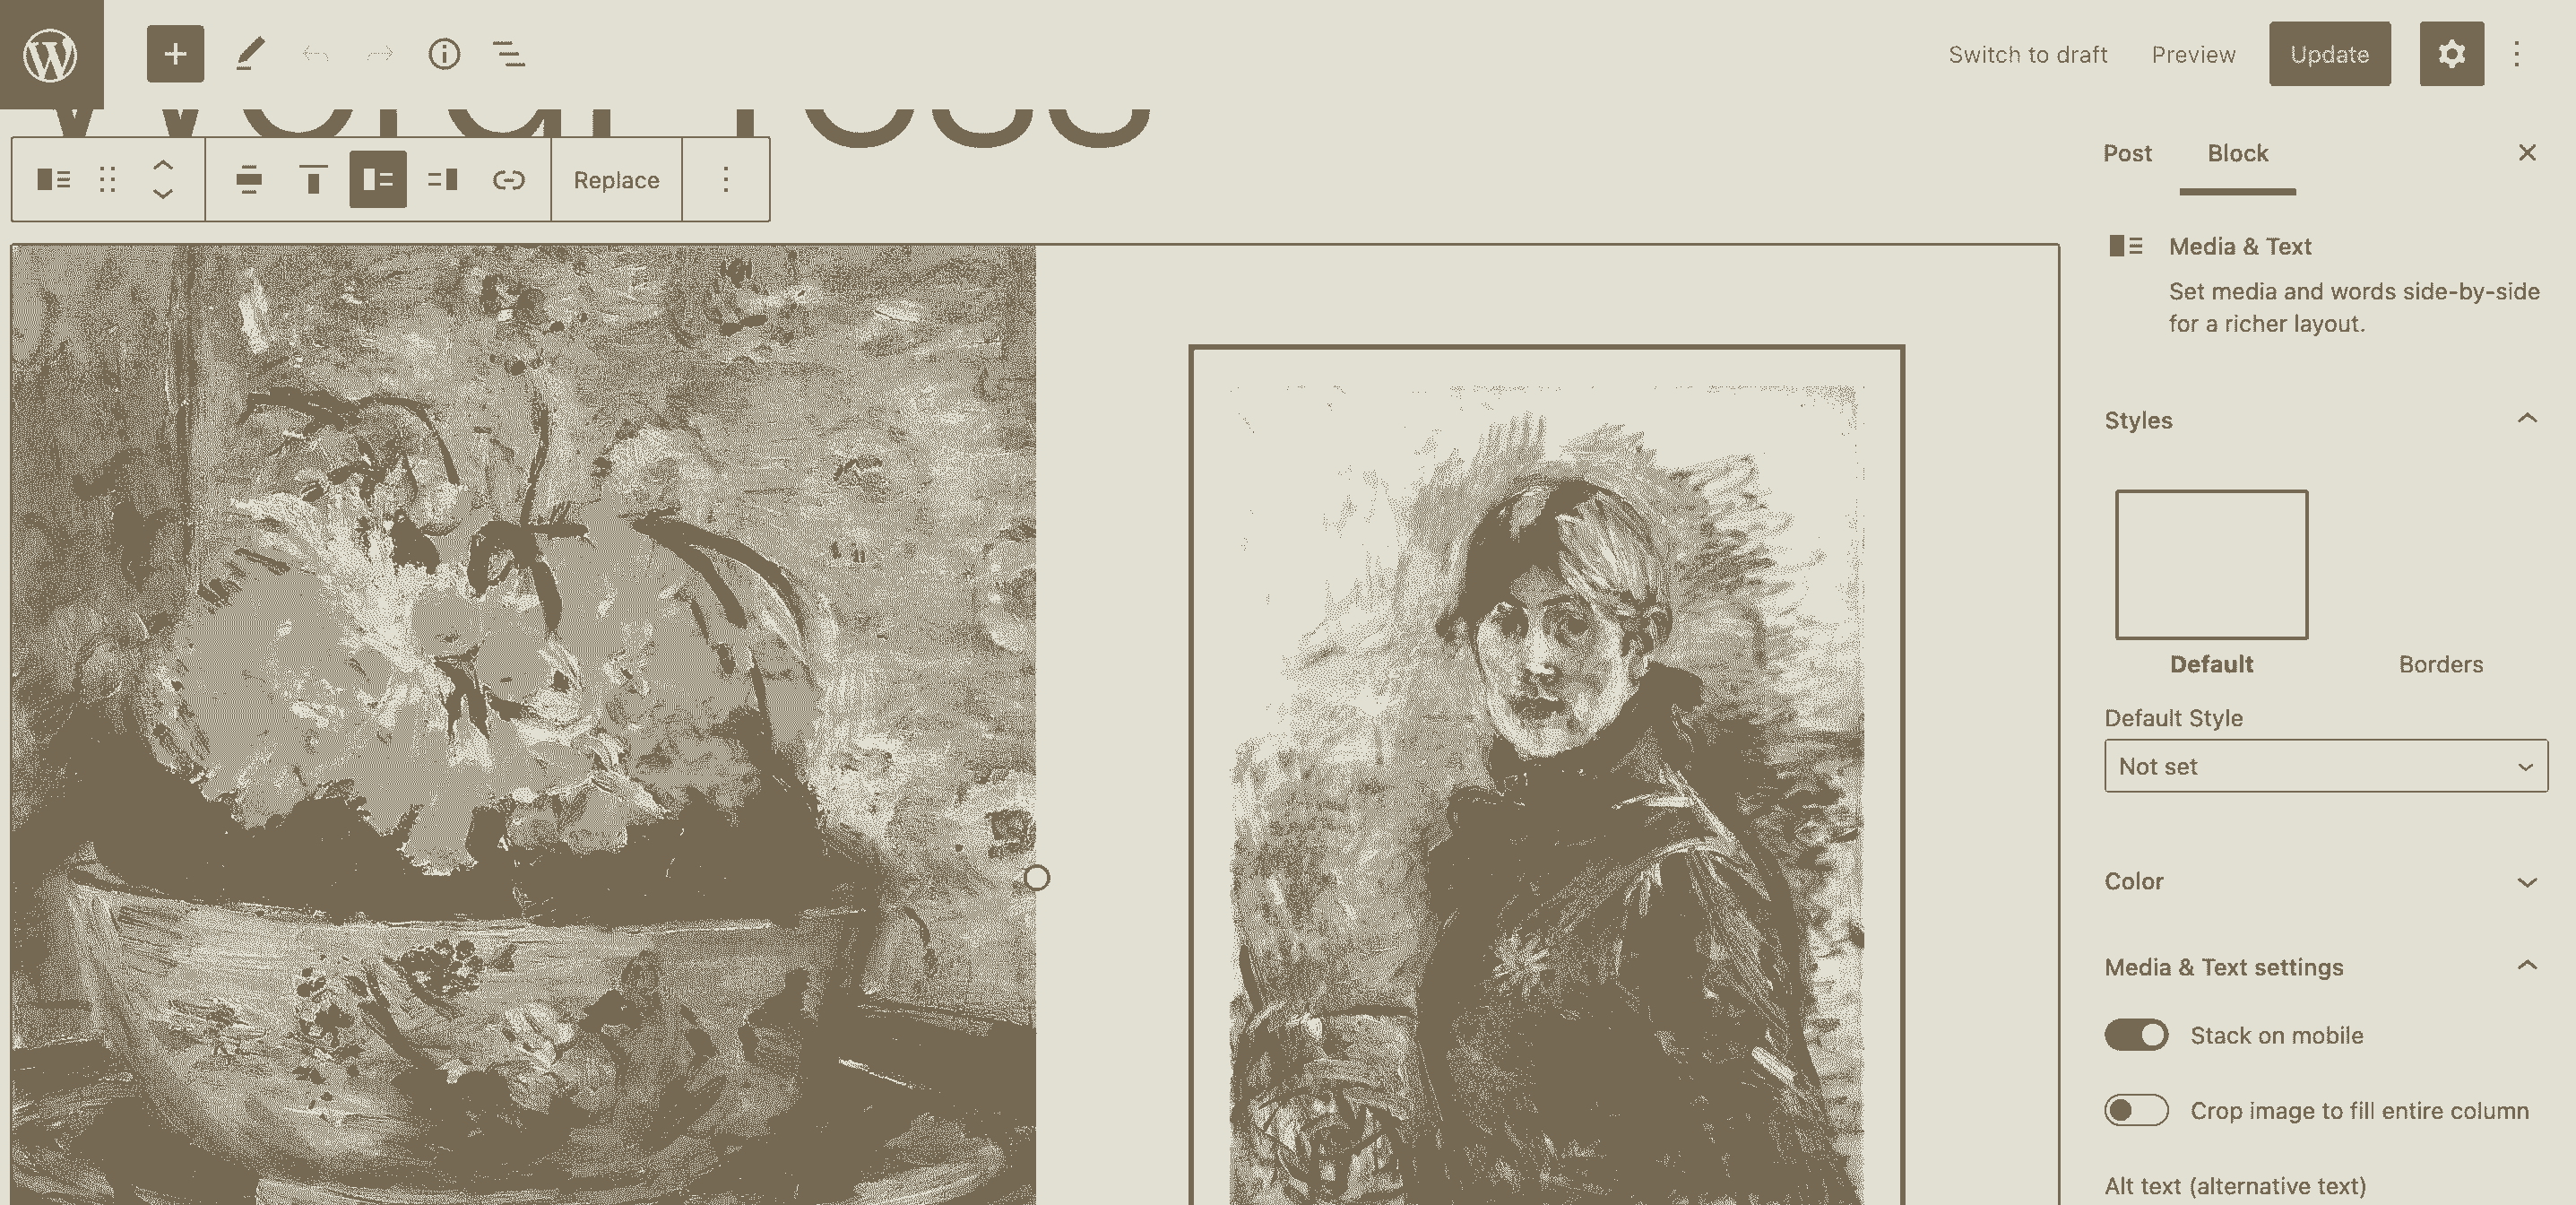 Switch to draft Preview Update
WordPress
Replace
Post Block
Media & Text
Set media and words side-by-side
for a richer layout.
Styles
Default Borders
Default Style
Not set
Color
Media & Text settings
Stack on mobile
Crop image to fill entire column
Alt text (alternative text)